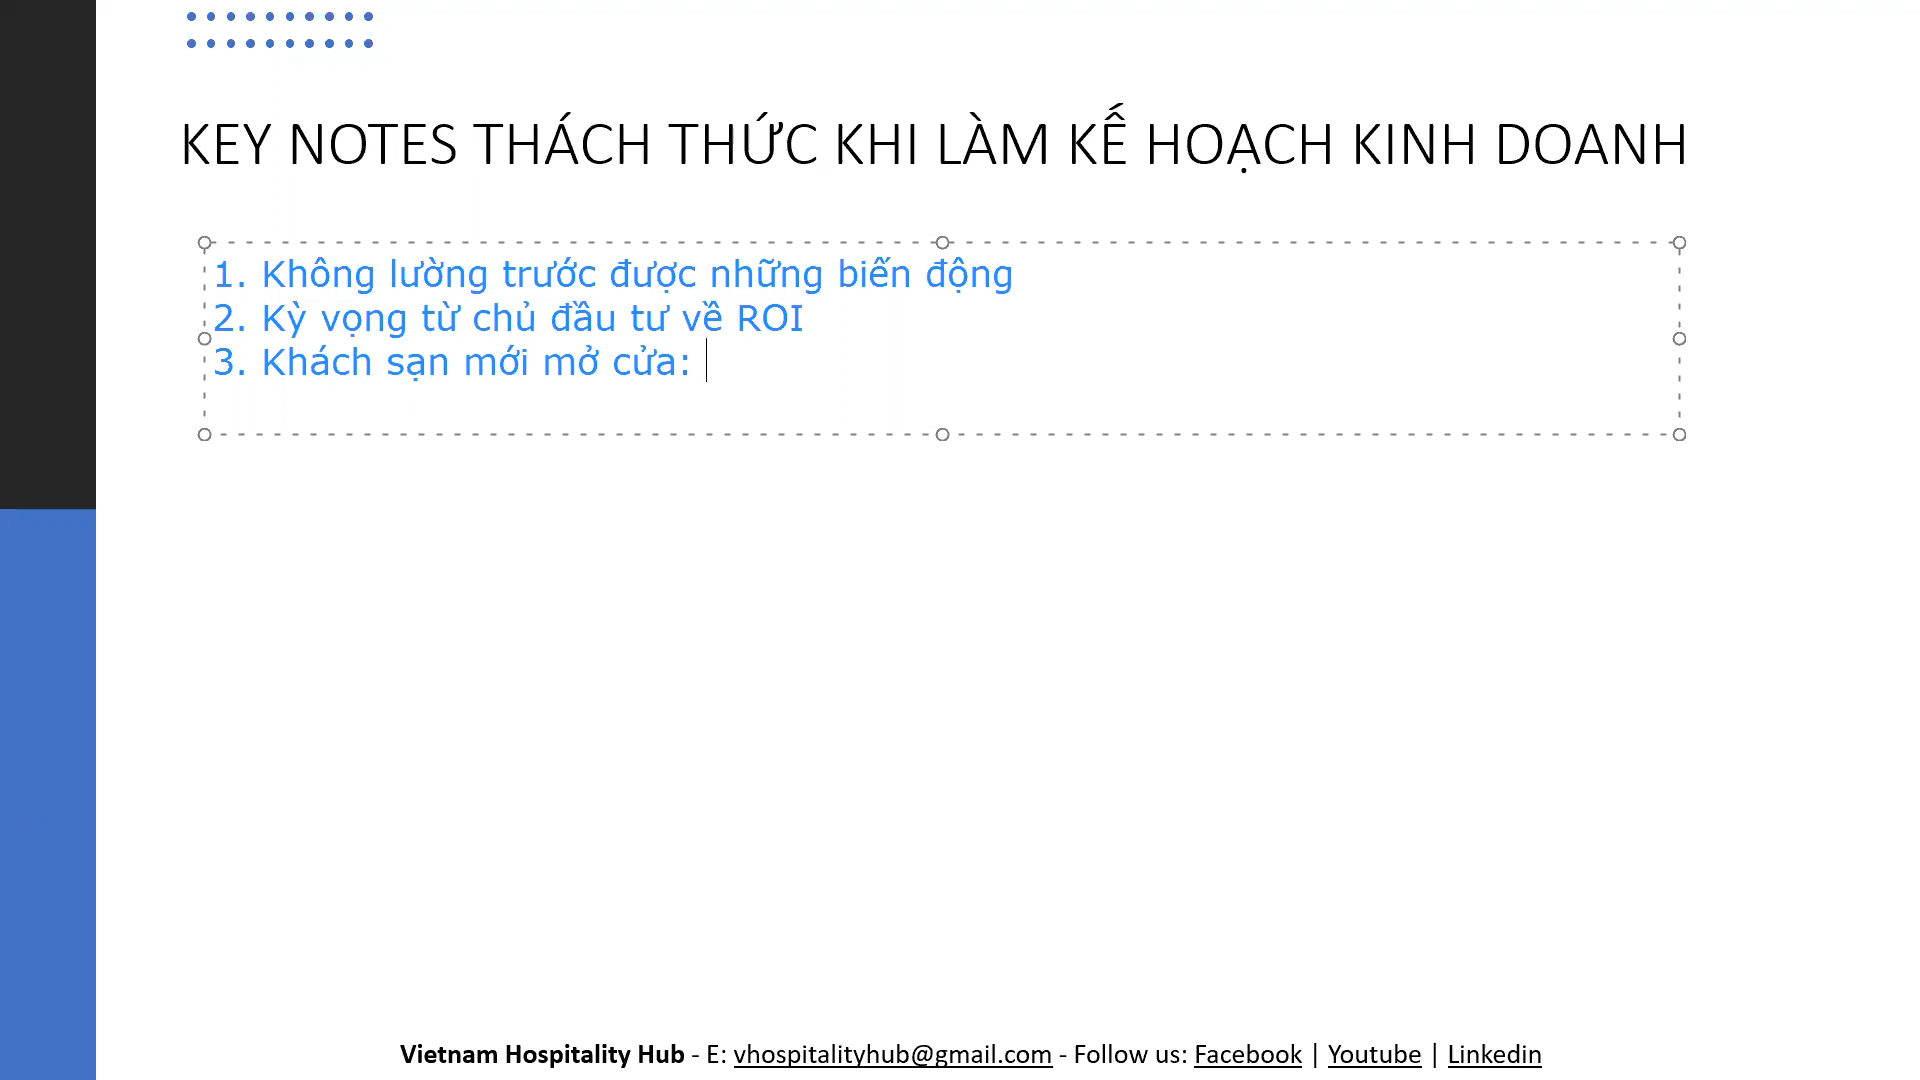 KEY NOTES THÁCH THỨC KHI LÀM KẾ HOẠCH KINH DOANH
1. Không lường trước được những biến động
2. Kỳ vọng từ chủ đầu tư về ROI
3. Khách sạn mới mở cửa:
Vietnam Hospitality Hub - E: vhospitalityhub@gmail.com - Follow us: Facebook | Youtube | Linkedin